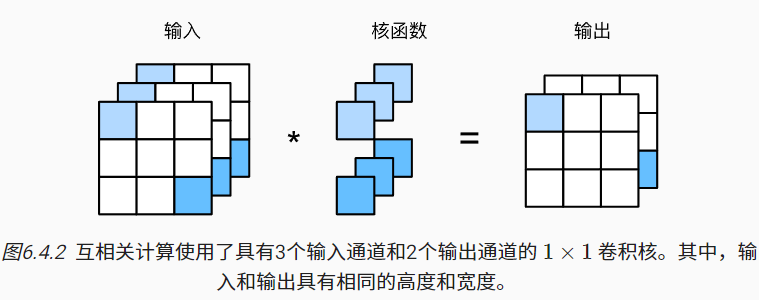 输入 核函数 输出
* =
图6.4.2 互相关计算使用了具有3个输入通道和2个输出通道的 1 × 1 卷积核。其中，输
入和输出具有相同的高度和宽度。